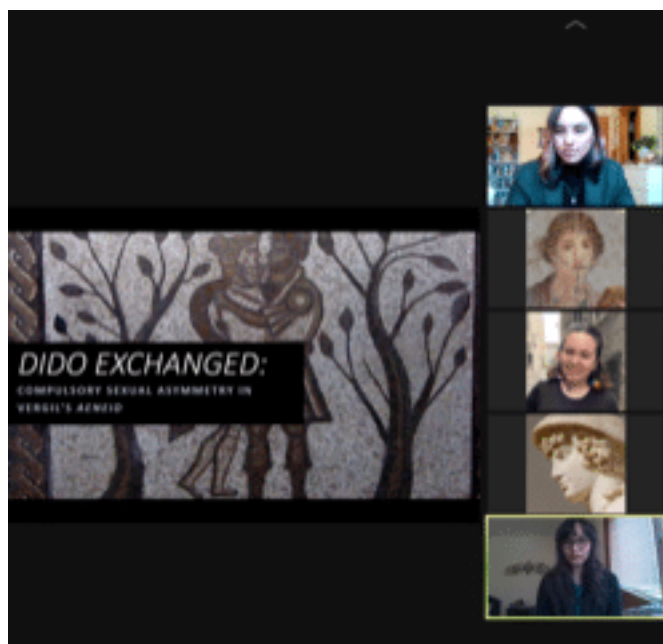 DIDO EXCHANGED:
COMPULSORY SEXUAL ASYMMETRY IN
VERGIL'S AENEID